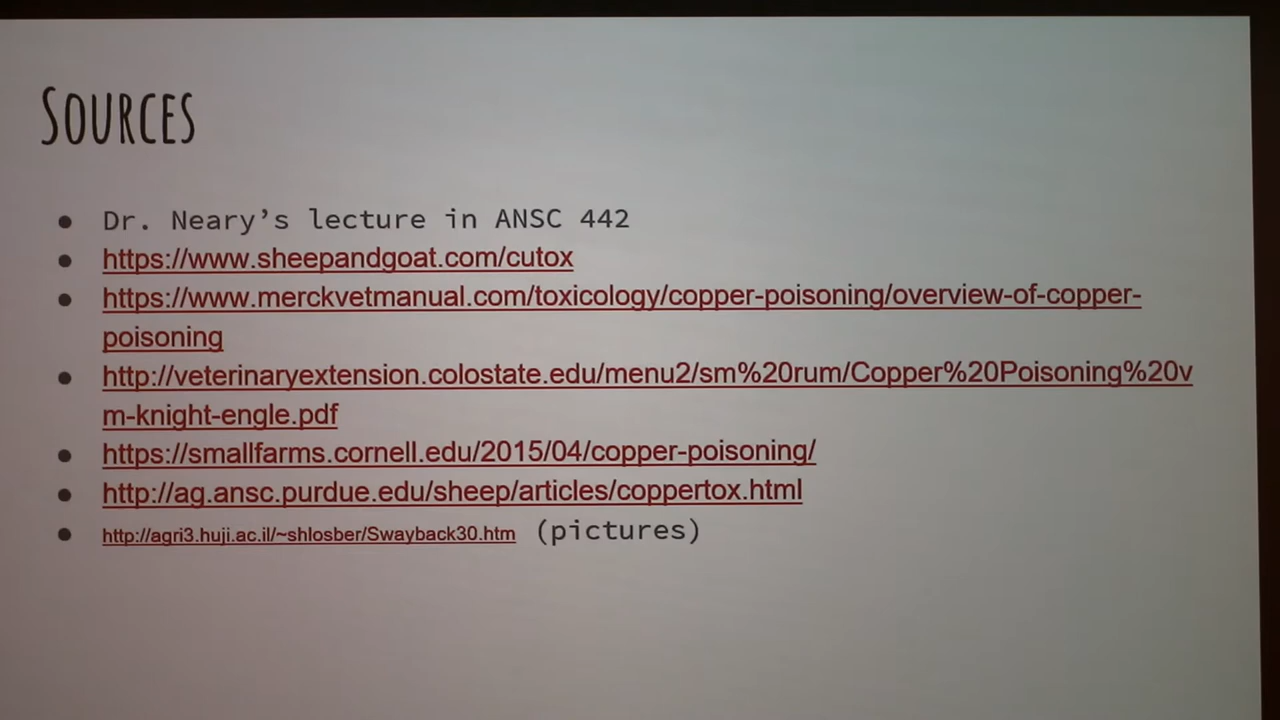 Sources
● Dr. Neary's lecture in ANSC 442
● https://www.sheepandgoat.com/cutox
● https://www.merckvetmanual.com/toxicology/copper-poisoning/overview-of-copper-
poisoning
● http://veterinaryextension.colostate.edu/menu2/sm%20rum/Copper%20Poisoning%20v
m-knight-engle.pdf
● https://smallfarms.cornell.edu/2015/04/copper-poisoning/
● http://ag.ansc.purdue.edu/sheep/articles/coppertox.html
● http://agri3.huji.ac.il/~shlosber/Swayback30.htm (pictures)